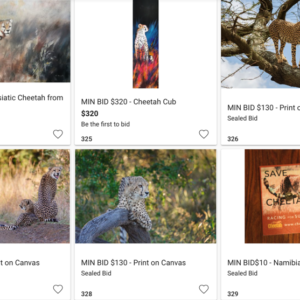 siatic Cheetah from
MIN BID $320 - Cheetah Cub
$320
Be the first to bid
325
MIN BID $130 - Print o
Sealed Bid
326
t on Canvas
MIN BID $130 - Print on Canvas
Sealed Bid
328
SAVE
CHEETA
RACING
MIN BID$10 - Namibia
Sealed Bid
329